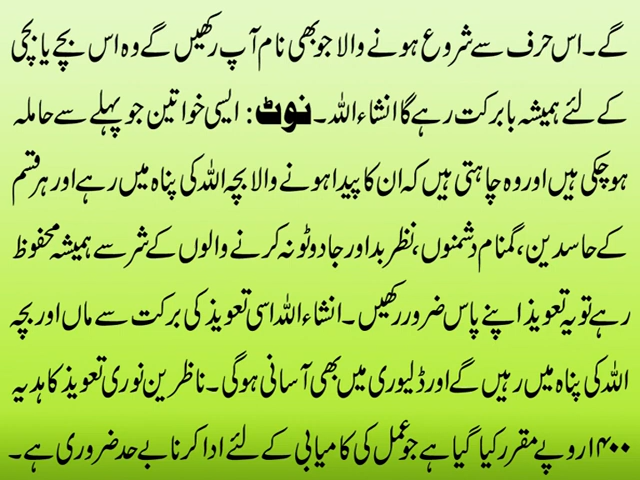 گے۔ اس حرف سے شروع ہونے والا جو بھی نام آپ رکھیں گے وہ اس بچے یا بچی
کے لئے ہمیشہ بابرکت رہے گا انشاء اللہ۔ نوٹ: ایسی خواتین جو پہلے سے حاملہ
ہو چکی ہیں اور وہ چاہتی ہیں کہ ان کا پیدا ہونے والا بچہ اللہ کی پناہ میں رہے اور ہر قسم
کے حاسدین، گمنام دشمنوں، نظر بد اور جادو ٹونہ کرنے والوں کے شر سے ہمیشہ محفوظ
رہے تو یہ تعویذ اپنے پاس ضرور رکھیں۔ انشاء اللہ اسی تعویذ کی برکت سے ماں اور بچہ
اللہ کی پناہ میں رہیں گے اور ڈلیوری میں بھی آسانی ہوگی۔ ناظرین نوری تعویذ کا ہدیہ
۱۴۰۰ روپے مقرر کیا گیا ہے جو عمل کی کامیابی کے لئے ادا کرنا بے حد ضروری ہے۔